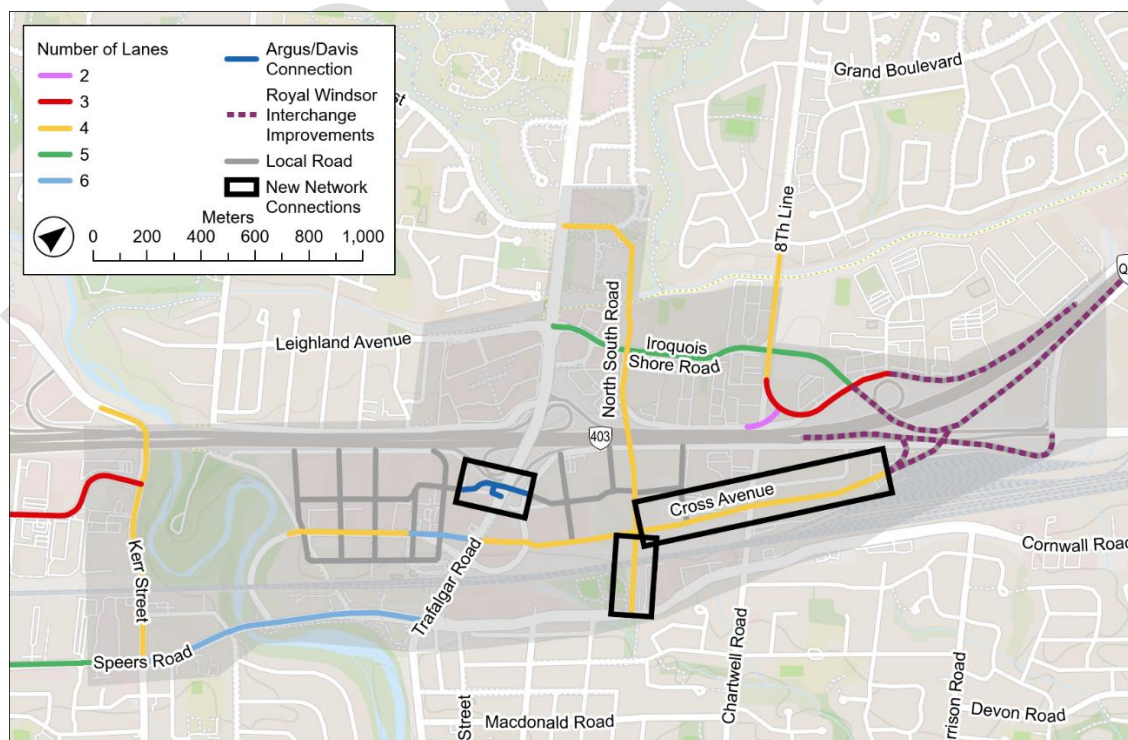 Number of Lanes
2
3
4
5
6
Argus/Davis
Connection
Royal Windsor
Interchange
Improvements
Local Road
New Network
Connections
Meters
0 200 400 600 800 1,000
Grand Boulevard
8Th Line
Leighland Avenue
North South Road
Iroquois
Shore Road
403
Cross Avenue
Kerr Street
Trafalgar Road
Cornwall Road
Speers Road
Chartwell Road
Street
Macdonald Road
Devon Road